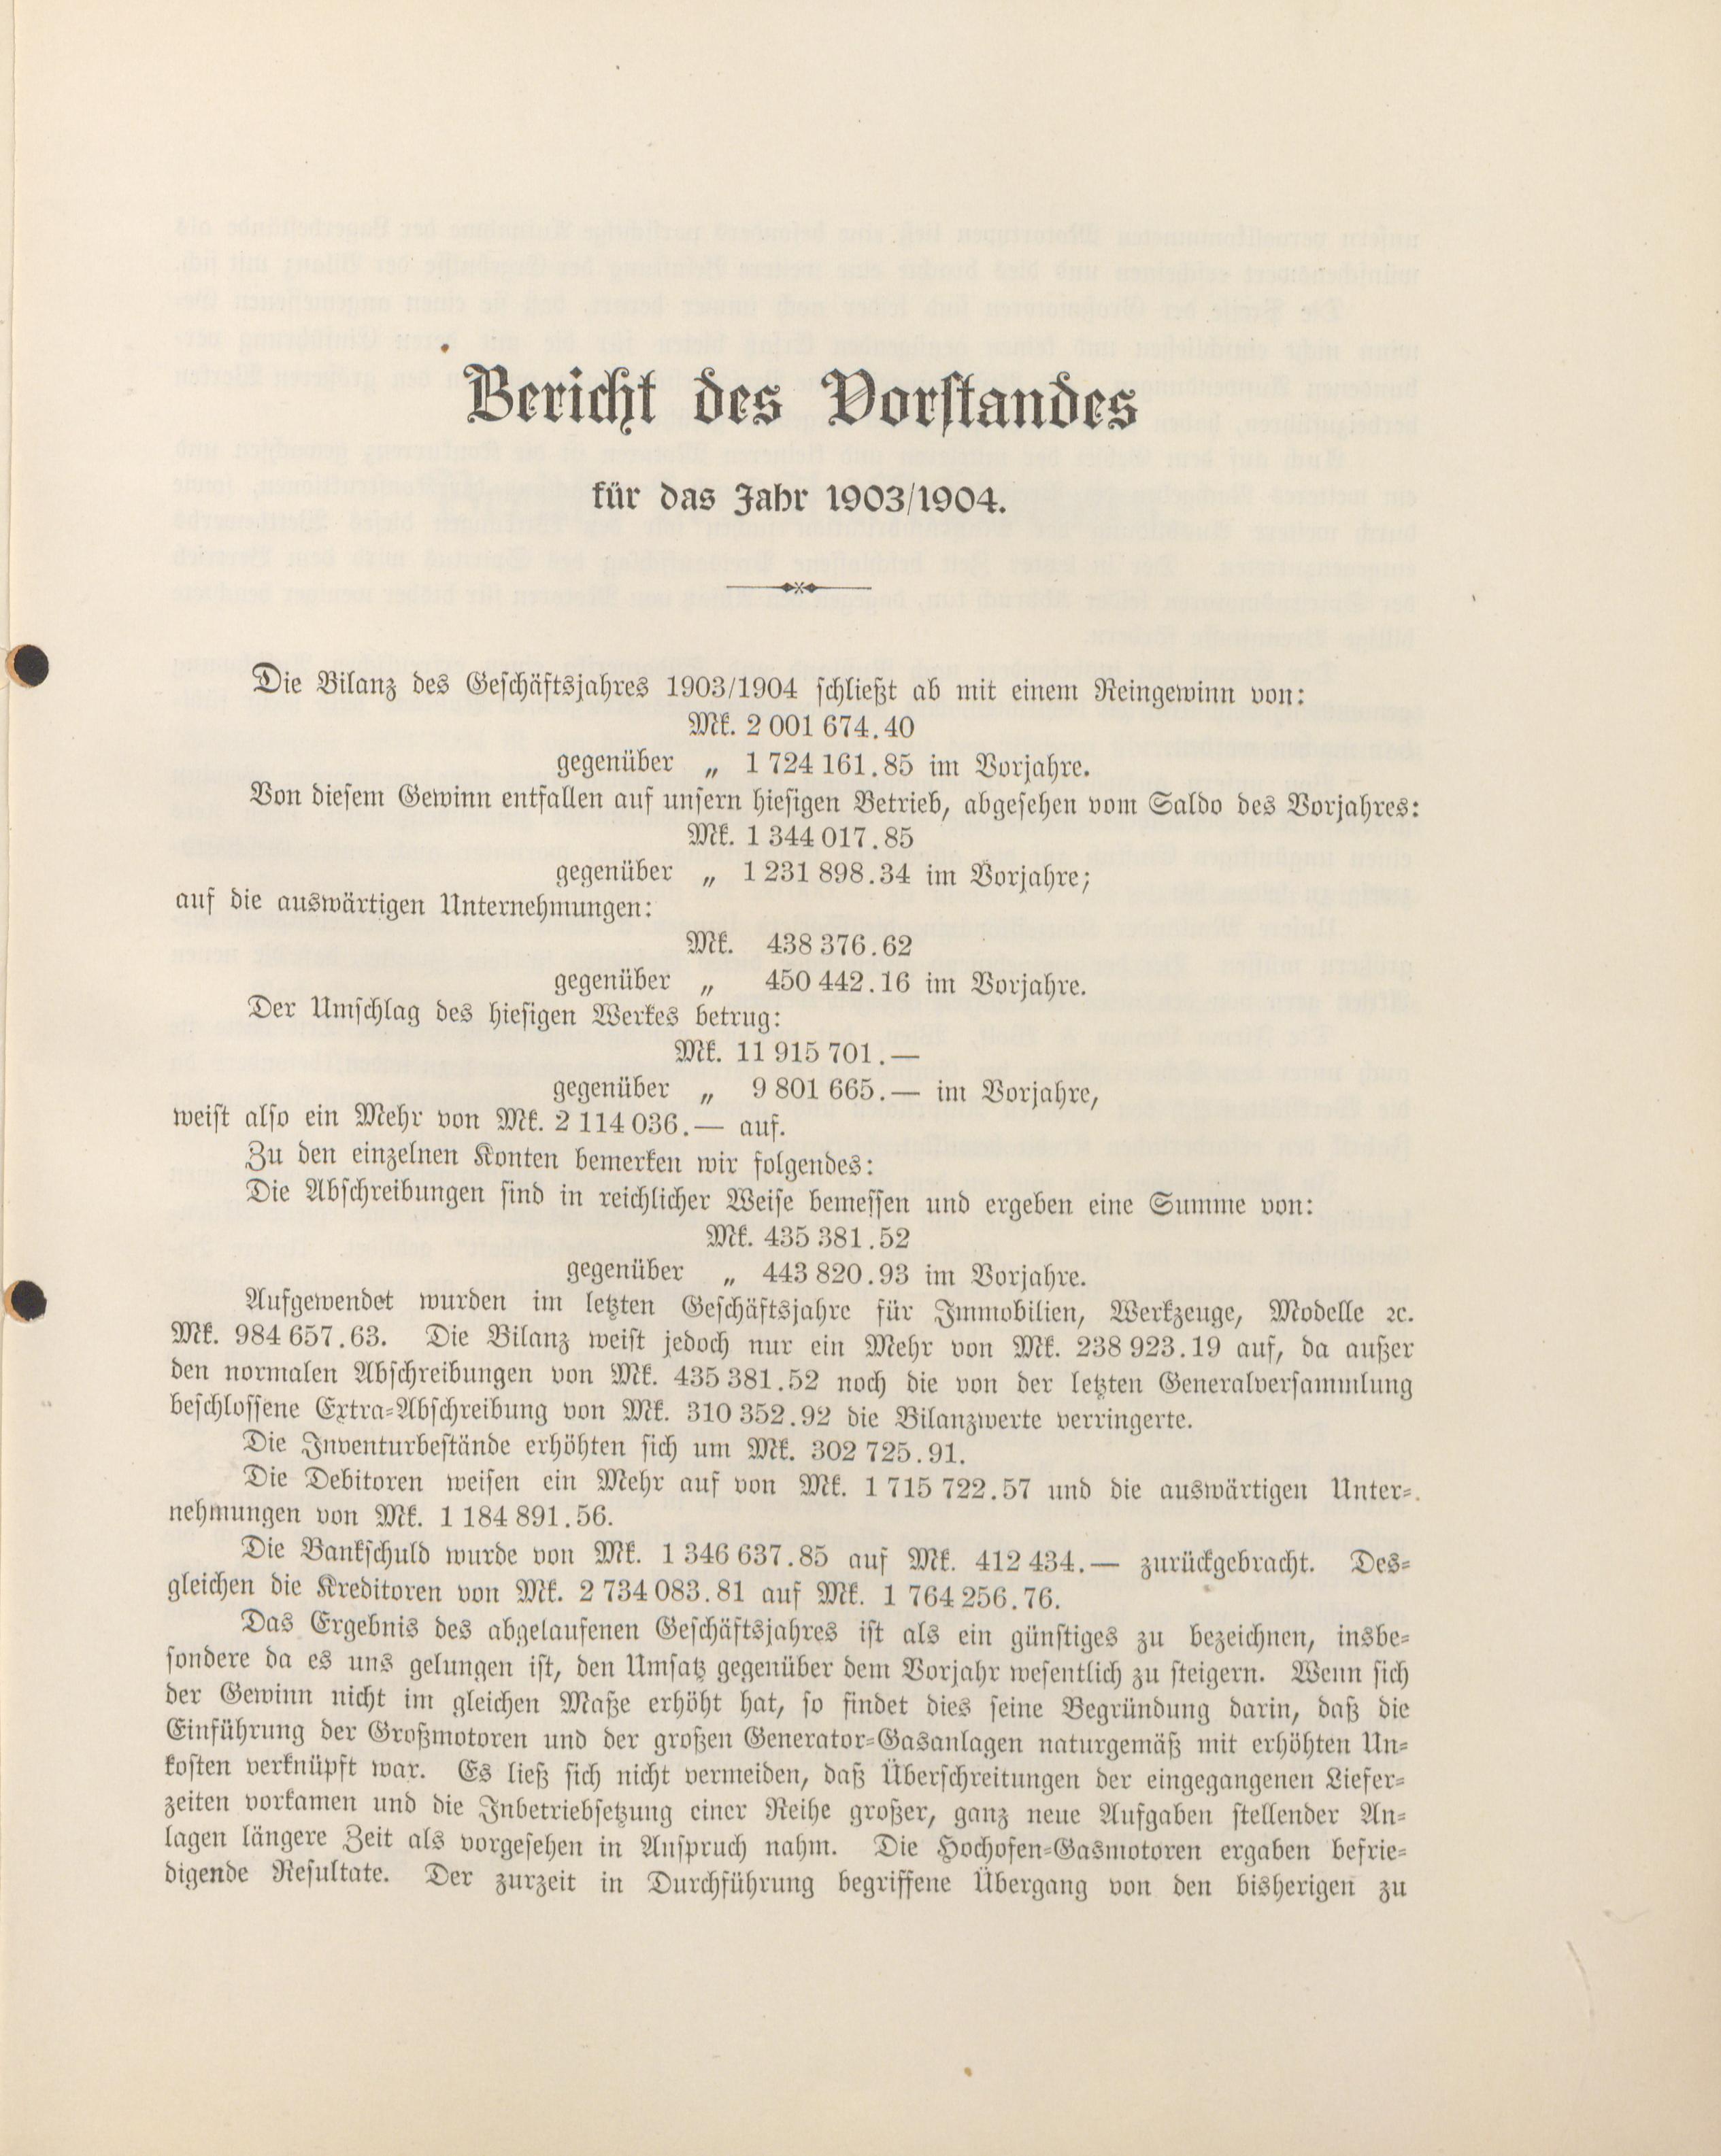 Bericht des Vorstandes
für das Jahr 1903/1904.
Die Bilanz des Geschäftsjahres 1903/1904 schließt ab mit einem Reingewinn von:
Mk. 2 001 674.40
gegenüber „ 1 724 161.85 im Vorjahre.
Von diesem Gewinn entfallen auf unsern hiesigen Betrieb, abgesehen vom Saldo des Vorjahres:
Mk. 1 344 017.85
gegenüber „ 1 231 898.34 im Vorjahre;
auf die auswärtigen Unternehmungen:
Mk. 438 376.62
gegenüber „ 450 442.16 im Vorjahre.
Der Umschlag des hiesigen Werkes betrug:
Mk. 11 915 701.—
gegenüber „ 9 801 665.— im Vorjahre,
weist also ein Mehr von Mk. 2 114 036.— auf.
Zu den einzelnen Konten bemerken wir folgendes:
Die Abschreibungen sind in reichlicher Weise bemessen und ergeben eine Summe von:
Mk. 435 381.52
gegenüber „ 443 820.93 im Vorjahre.
Aufgewendet wurden im letzten Geschäftsjahre für Immobilien, Werkzeuge, Modelle ꝛc.
Mk. 984 657.63. Die Bilanz weist jedoch nur ein Mehr von Mk. 238 923.19 auf, da außer
den normalen Abschreibungen von Mk. 435 381.52 noch die von der letzten Generalversammlung
beschlossene Extra-Abschreibung von Mk. 310 352.92 die Bilanzwerte verringerte.
Die Inventurbestände erhöhten sich um Mk. 302 725.91.
Die Debitoren weisen ein Mehr auf von Mk. 1 715 722.57 und die auswärtigen Unter-
nehmungen von Mk. 1 184 891.56.
Die Bankschuld wurde von Mk. 1 346 637.85 auf Mk. 412 434.— zurückgebracht. Des-
gleichen die Kreditoren von Mk. 2 734 083.81 auf Mk. 1 764 256.76.
Das Ergebnis des abgelaufenen Geschäftsjahres ist als ein günstiges zu bezeichnen, insbe-
sondere da es uns gelungen ist, den Umsatz gegenüber dem Vorjahr wesentlich zu steigern. Wenn sich
der Gewinn nicht im gleichen Maße erhöht hat, so findet dies seine Begründung darin, daß die
Einführung der Großmotoren und der großen Generator-Gasanlagen naturgemäß mit erhöhten Un-
kosten verknüpft war. Es ließ sich nicht vermeiden, daß Überschreitungen der eingegangenen Liefer-
zeiten vorkamen und die Inbetriebsetzung einer Reihe großer, ganz neue Aufgaben stellender An-
lagen längere Zeit als vorgesehen in Anspruch nahm. Die Hochofen-Gasmotoren ergaben befrie-
digende Resultate. Der zurzeit in Durchführung begriffene Übergang von den bisherigen zu